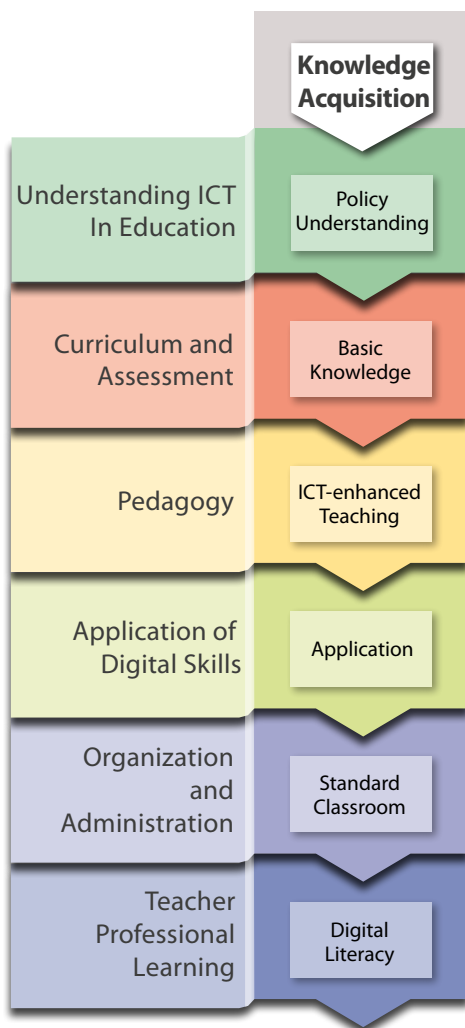 Knowledge
Acquisition
Understanding ICT
In Education
Policy
Understanding
Curriculum and
Assessment
Basic
Knowledge
Pedagogy
ICT-enhanced
Teaching
Application of
Digital Skills
Application
Organization
and
Administration
Standard
Classroom
Teacher
Professional
Learning
Digital
Literacy